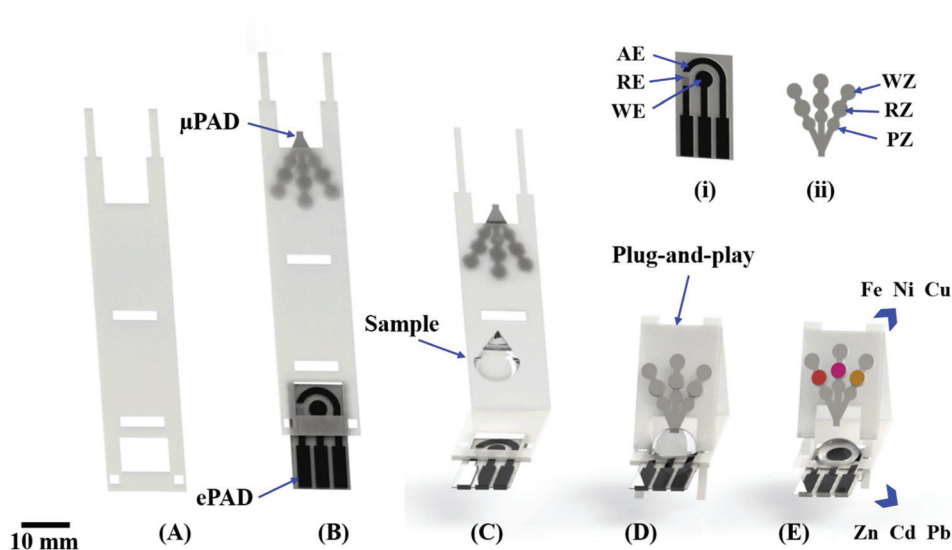 AE
RE
WE
WZ
RZ
PZ
(i)
(ii)
μPAD
Plug-and-play
Fe Ni Cu
Sample
ePAD
10 mm
(A)
(B)
(C)
(D)
(E)
Zn Cd Pb